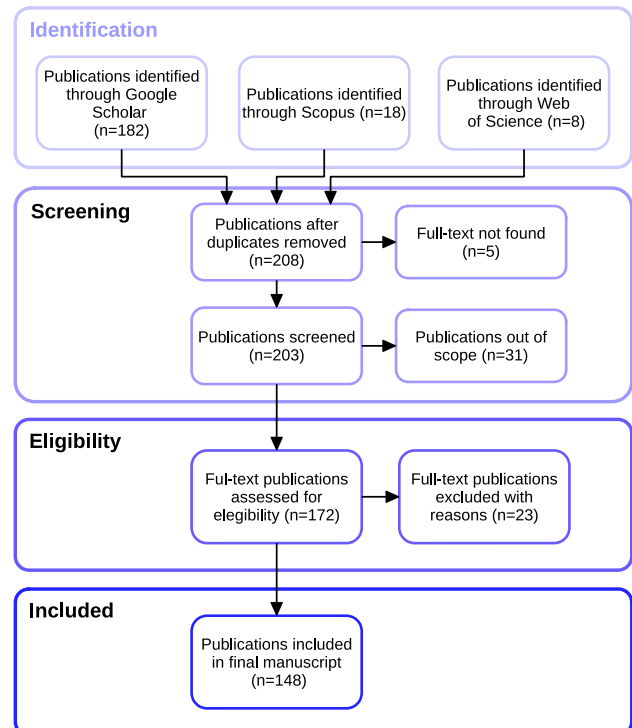 Identification
Publications identified
through Google
Scholar
(n=182)
Publications identified
through Scopus (n=18)
Publications identified
through Web
of Science (n=8)
Screening
Publications after
duplicates removed
(n=208)
Full-text not found
(n=5)
Publications screened
(n=203)
Publications out of
scope (n=31)
Eligibility
Ful-text publications
assessed for
elegibility (n=172)
Full-text publications
excluded with
reasons (n=23)
Included
Publications included
in final manuscript
(n=148)